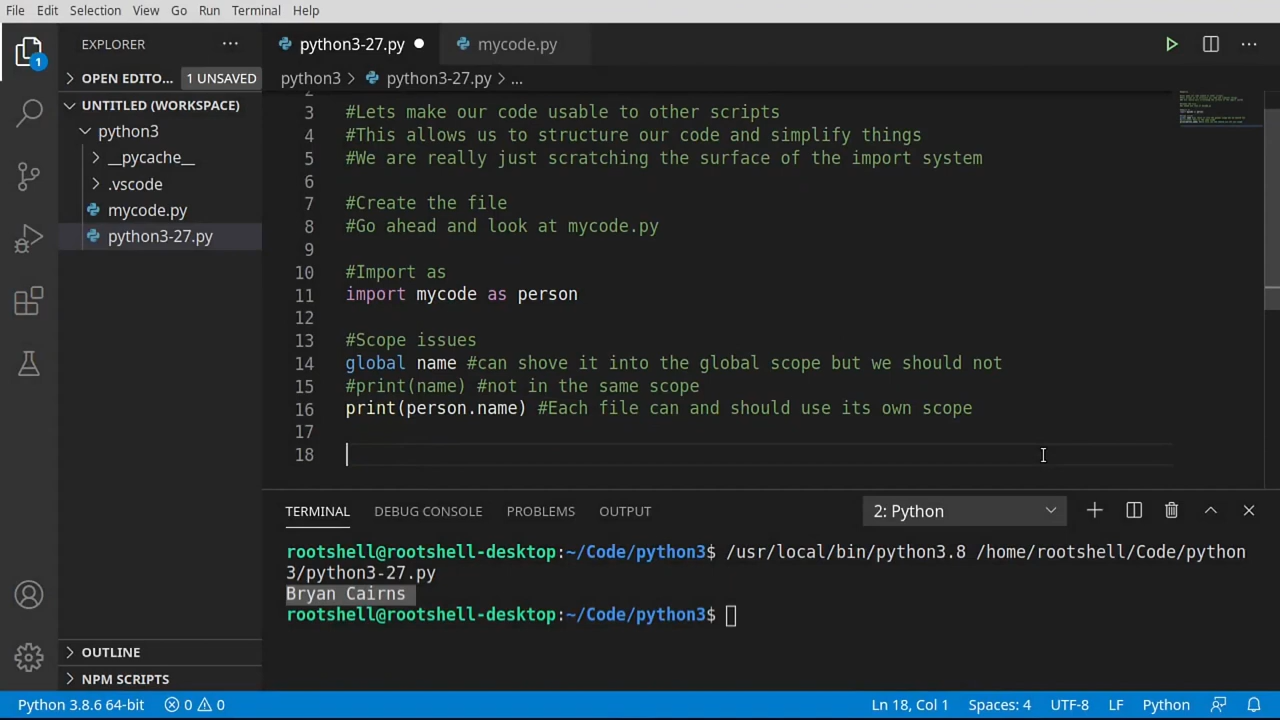 File Edit Selection View Go Run Terminal Help
EXPLORER ...
python3-27.py
mycode.py
OPEN EDITO... 1 UNSAVED
python3 > python3-27.py > ...
UNTITLED (WORKSPACE)
python3
__pycache__
.vscode
mycode.py
python3-27.py
1
3 #Lets make our code usable to other scripts
4 #This allows us to structure our code and simplify things
5 #We are really just scratching the surface of the import system
6
7 #Create the file
8 #Go ahead and look at mycode.py
9
10 #Import as
11 import mycode as person
12
13 #Scope issues
14 global name #can shove it into the global scope but we should not
15 #print(name) #not in the same scope
16 print(person.name) #Each file can and should use its own scope
17
18
TERMINAL DEBUG CONSOLE PROBLEMS OUTPUT 2: Python
rootshell@rootshell-desktop:~/Code/python3$ /usr/local/bin/python3.8 /home/rootshell/Code/python
3/python3-27.py
Bryan Cairns
rootshell@rootshell-desktop:~/Code/python3$
OUTLINE
NPM SCRIPTS
Python 3.8.6 64-bit 0 0 Ln 18, Col 1 Spaces: 4 UTF-8 LF Python